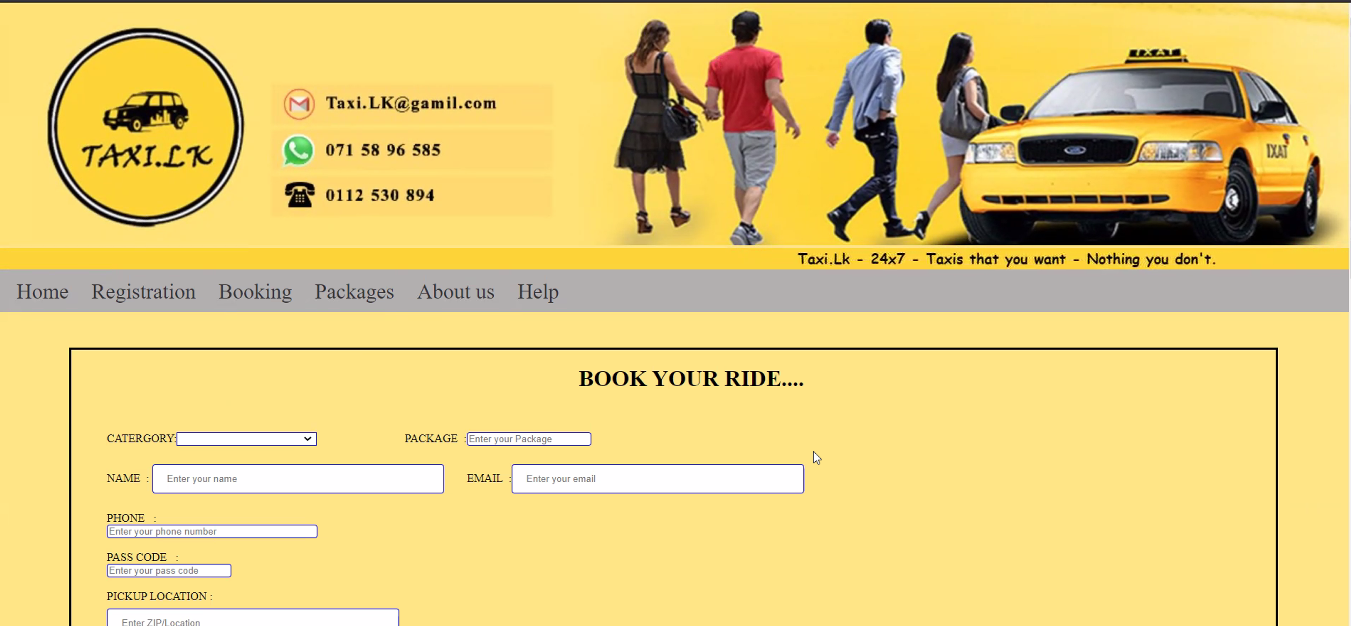 TAXI.LK
Taxi.LK@gamil.com
071 58 96 585
0112 530 894
TAXI
TAXI
Taxi.Lk - 24x7 - Taxis that you want - Nothing you don't.
Home Registration Booking Packages About us Help
BOOK YOUR RIDE....
CATERGORY: PACKAGE : Enter your Package
NAME : Enter your name EMAIL : Enter your email
PHONE :
Enter your phone number
PASS CODE :
Enter your pass code
PICKUP LOCATION :
Enter ZIP/Location